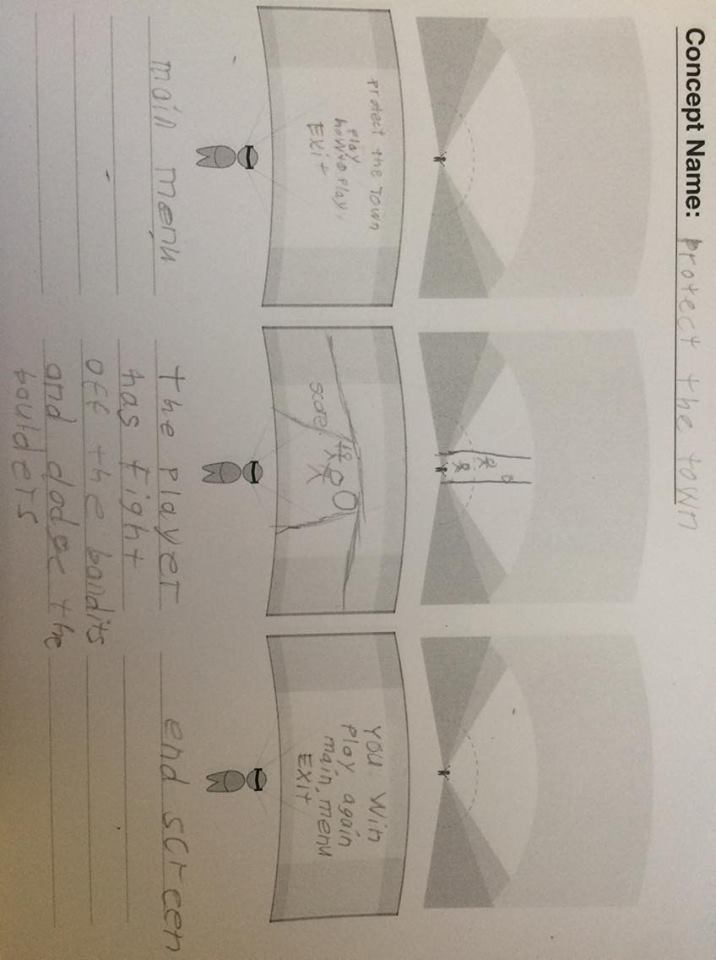 Concept Name: protect the town
protect the town
play
how to play
EXit
main menu
score:
the player
has fight
off the bandits
and dodge the
boulders
you win
play again
main menu
EXit
end screen